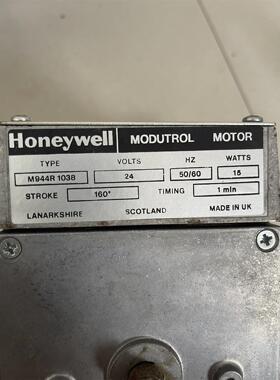 Honeywell MODUTROL MOTOR
TYPE VOLTS HZ WATTS
M944R 1038 24 50/60 15
STROKE 160° TIMING 1 min
LANARKSHIRE SCOTLAND MADE IN UK